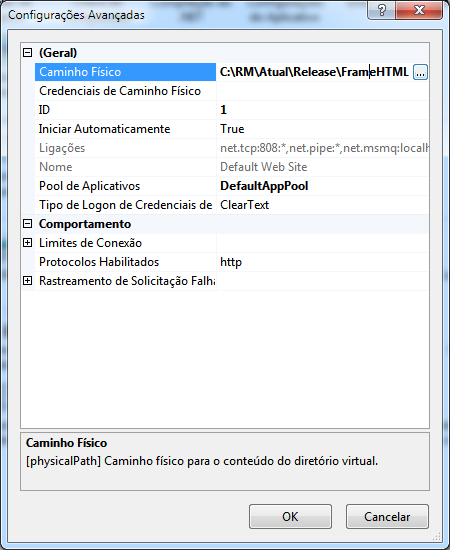 Configurações Avançadas
(Geral)
Caminho Físico C:\RM\Atual\Release\FrameHTML ...
Credenciais de Caminho Físico
ID 1
Iniciar Automaticamente True
Ligações net.tcp:808:*,net.pipe:*,net.msmq:localh
Nome Default Web Site
Pool de Aplicativos DefaultAppPool
Tipo de Logon de Credenciais de ClearText
Comportamento
Limites de Conexão
Protocolos Habilitados http
Rastreamento de Solicitação Falha
Caminho Físico
[physicalPath] Caminho físico para o conteúdo do diretório virtual.
OK Cancelar